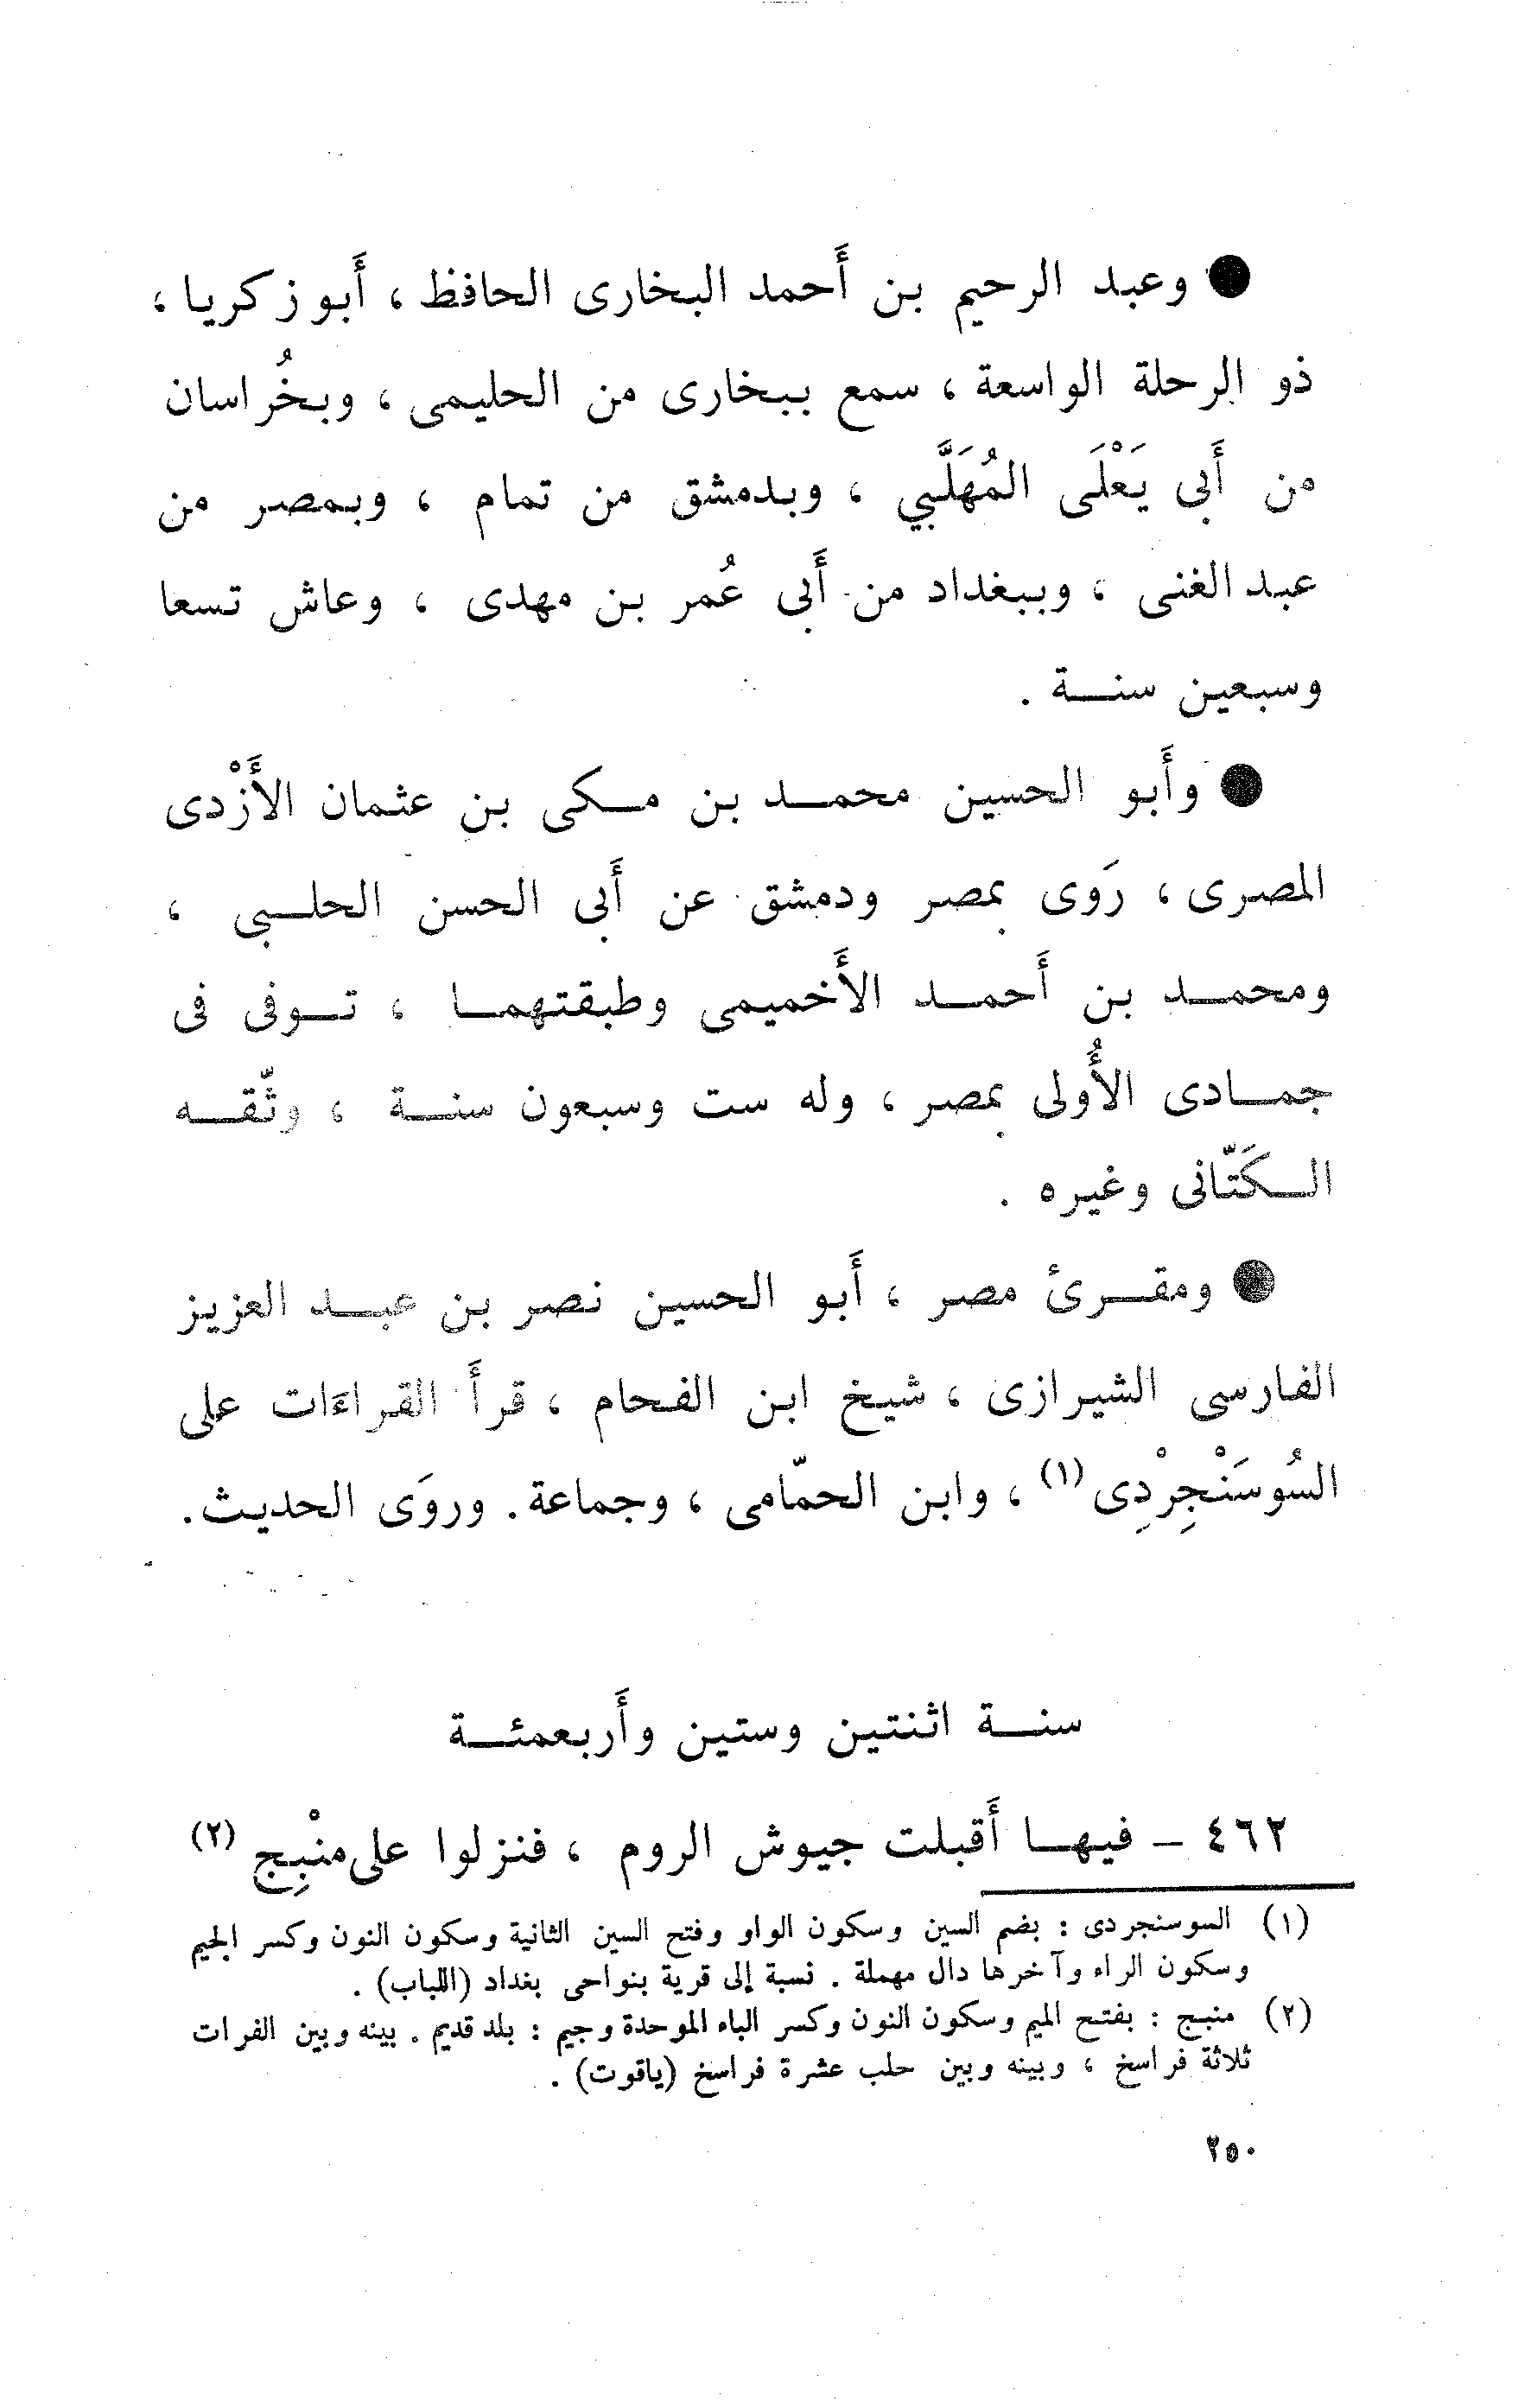 ● وعبد الرحيم بن أَحمد البخارى الحافظ ، أَبو زكريا ،
ذو الرحلة الواسعة ، سمع ببخارى من الحليمى ، وبخُراسان
من أَبي يَعْلَى المُهَلَّبي ، وبدمشق من تمام ، وبمصر من
عبد الغنى ، وببغداد من أَبي عُمر بن مهدى ، وعاش تسعا
وسبعين سنة .
● وأَبو الحسين محمد بن مكى بن عثمان الأَزْدى
المصرى ، رَوى بمصر ودمشق عن أَبي الحسن الحلبى ،
ومحمد بن أَحمد الأَخميمى وطبقتهما ، توفى فى
جمادى الأُولى بمصر ، وله ست وسبعون سنة ، وثّقه
الكَتّانى وغيره .
● ومقرئ مصر ، أَبو الحسين نصر بن عبد العزيز
الفارسى الشيرازى ، شيخ ابن الفحام ، قرأَ القراءَات على
السُوسَنْجِرْدِى (١) ، وابن الحمّامى ، وجماعة . وروَى الحديث .
سنة اثنتين وستين وأَربعمئة
٤٦٢ – فيها أَقبلت جيوش الروم ، فنزلوا على منْبِج (٢)
(١) السوسنجردى : بضم السين وسكون الواو وفتح السين الثانية وسكون النون وكسر الجيم
وسكون الراء وآخرها دال مهملة . نسبة إلى قرية بنواحى بغداد (اللباب) .
(٢) منبج : بفتح الميم وسكون النون وكسر الباء الموحدة وجيم : بلد قديم . بينه وبين الفرات
ثلاثة فراسخ ، وبينه وبين حلب عشرة فراسخ (ياقوت) .
٢٥٠